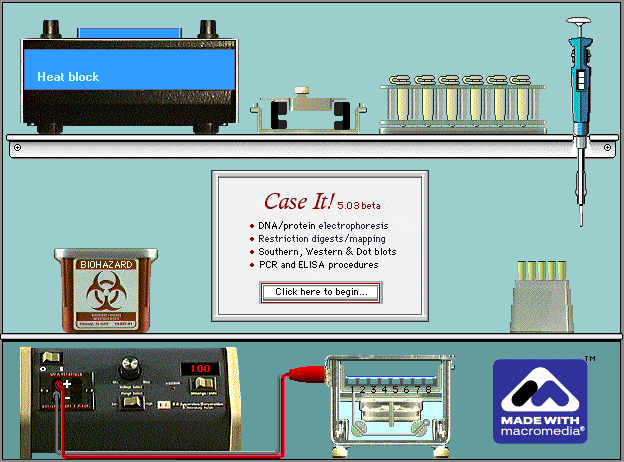 Heat block
Case It! 5.03 beta
• DNA/protein electrophoresis
• Restriction digests/mapping
• Southern, Western & Dot blots
• PCR and ELISA procedures
Click here to begin...
BIOHAZARD
WARNING
100
+
-
1 2 3 4 5 6 7 8
TM
MADE WITH
macromedia®